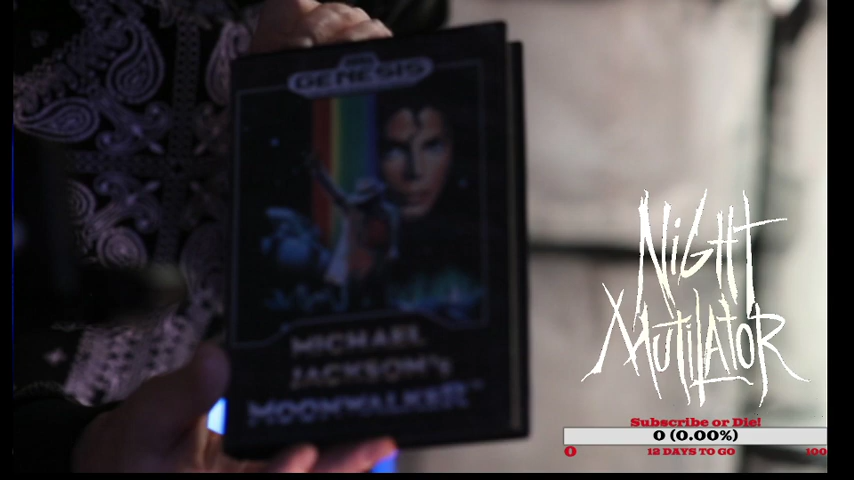 GENESIS
MICHAEL
JACKSON'S
MOONWALKER
NIGHT
MUTILATOR
Subscribe or Die!
0 (0.00%)
0 12 DAYS TO GO 100